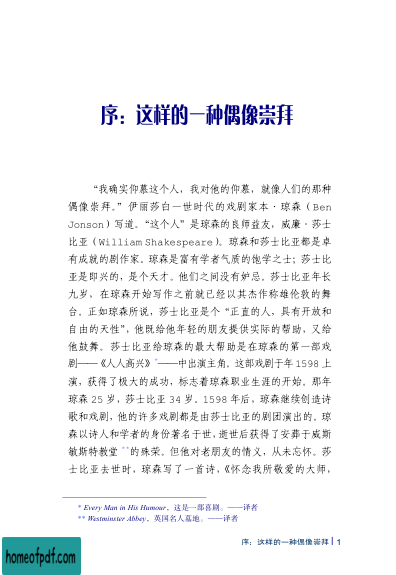 序：这样的一种偶像崇拜
“我确实仰慕这个人，我对他的仰慕，就像人们的那种
偶像崇拜。”伊丽莎白一世时代的戏剧家本·琼森（Ben
Jonson）写道。“这个人”是琼森的良师益友，威廉·莎士
比亚（William Shakespeare）。琼森和莎士比亚都是卓
有成就的剧作家。琼森是富有学者气质的饱学之士；莎士比
亚是即兴的，是个天才。他们之间没有妒忌。莎士比亚年长
九岁，在琼森开始写作之前就已经以其杰作称雄伦敦的舞
台。正如琼森所说，莎士比亚是个“正直的人，具有开放和
自由的天性”，他既给他年轻的朋友提供实际的帮助，又给
他鼓舞。莎士比亚给琼森的最大帮助是在琼森的第一部戏
剧——《人人高兴》*——中出演主角。这部戏剧于年 1598 上
演，获得了极大的成功，标志着琼森职业生涯的开始。那年
琼森 25 岁，莎士比亚 34 岁。1598 年后，琼森继续创造诗
歌和戏剧，他的许多戏剧都是由莎士比亚的剧团演出的。琼
森以诗人和学者的身份著名于世，逝世后获得了安葬于威斯
敏斯特教堂**的殊荣。但他对老朋友的情义，从未忘怀。莎
士比亚去世时，琼森写了一首诗，《怀念我所敬爱的大师，
* Every Man in His Humour，这是一部喜剧。——译者
** Westminster Abbey，英国名人墓地。——译者
序：这样的一种偶像崇拜 | 1
homeofpdf.com